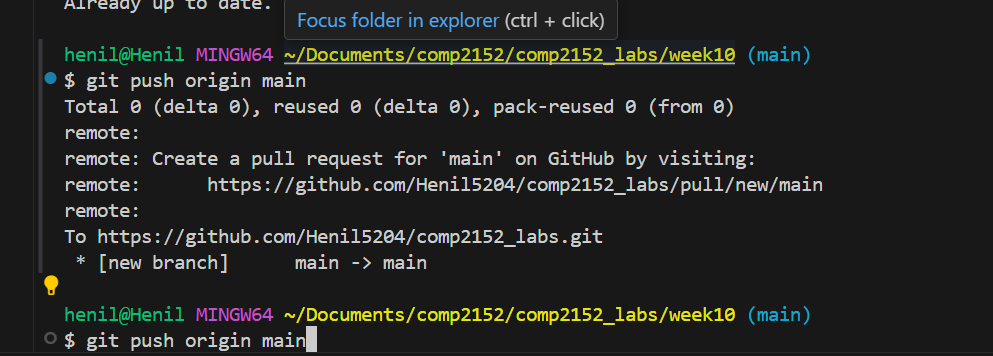 Already up to date.
Focus folder in explorer (ctrl + click)
henil@Henil MINGW64 ~/Documents/comp2152/comp2152_labs/week10 (main)
$ git push origin main
Total 0 (delta 0), reused 0 (delta 0), pack-reused 0 (from 0)
remote:
remote: Create a pull request for 'main' on GitHub by visiting:
remote:      https://github.com/Henil5204/comp2152_labs/pull/new/main
remote:
To https://github.com/Henil5204/comp2152_labs.git
 * [new branch]      main -> main
henil@Henil MINGW64 ~/Documents/comp2152/comp2152_labs/week10 (main)
$ git push origin main